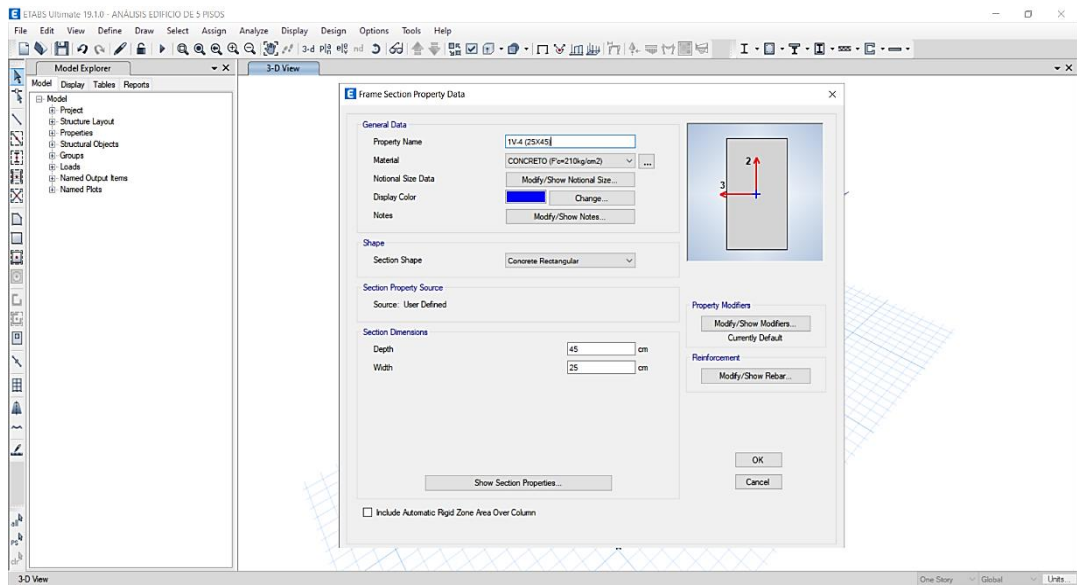 ETABS Ultimate 19.1.0 - ANÁLISIS EDIFICIO DE 5 PISOS
File Edit View Define Draw Select Assign Analyze Display Design Options Tools Help
3-d
nd
Model Explorer
3-D View
Model Display Tables Reports
Model
Project
Structure Layout
Properties
Structural Objects
Groups
Loads
Named Output Items
Named Plots
Frame Section Property Data
General Data
Property Name 1V-4 (25X45)
Material CONCRETO (F'c=210kg/cm2) ...
Notional Size Data Modify/Show Notional Size...
Display Color Change...
Notes Modify/Show Notes...
2
3
Shape
Section Shape Concrete Rectangular
Section Property Source
Source: User Defined
Section Dimensions
Depth 45 cm
Width 25 cm
Show Section Properties...
Include Automatic Rigid Zone Area Over Column
Property Modifiers
Modify/Show Modifiers...
Currently Default
Reinforcement
Modify/Show Rebar...
OK
Cancel
3-D View
One Story Global Units...